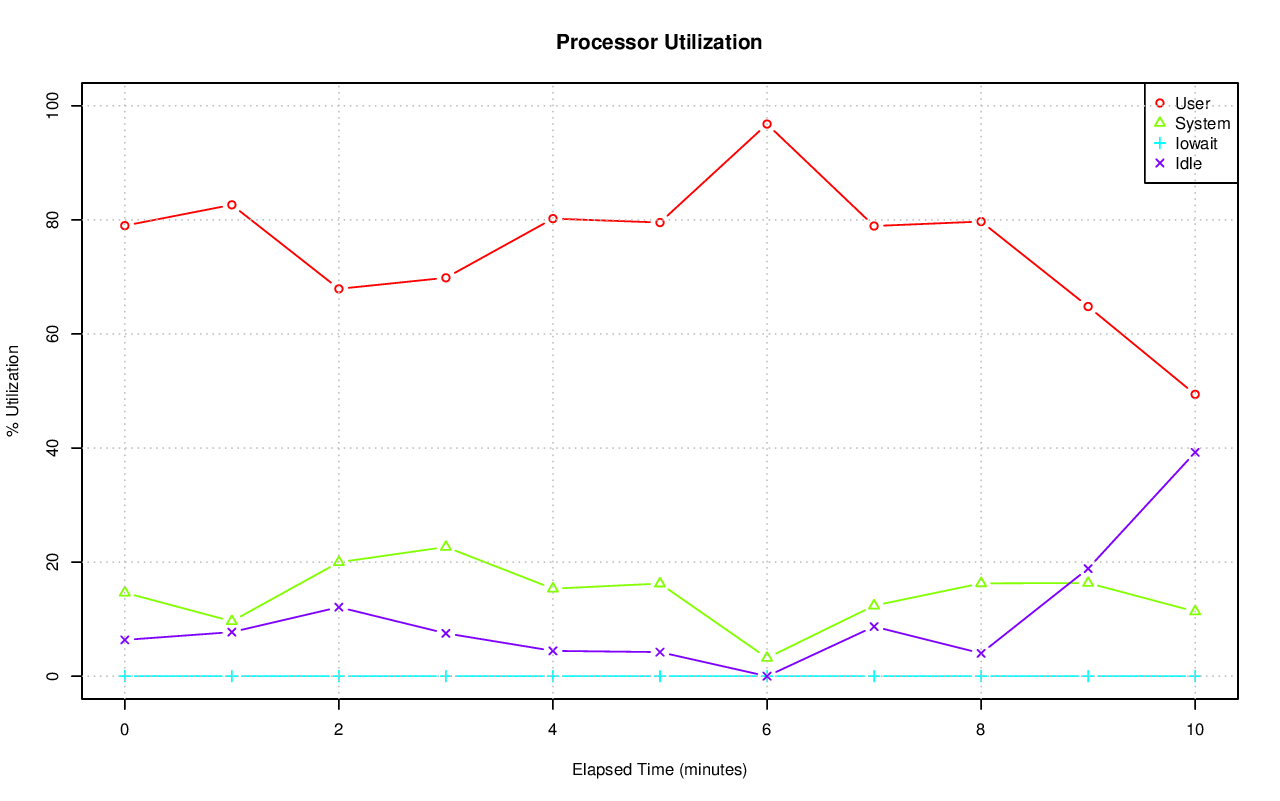 Processor Utilization
User
System
Iowait
Idle
% Utilization
100
80
60
40
20
0
0 2 4 6 8 10
Elapsed Time (minutes)